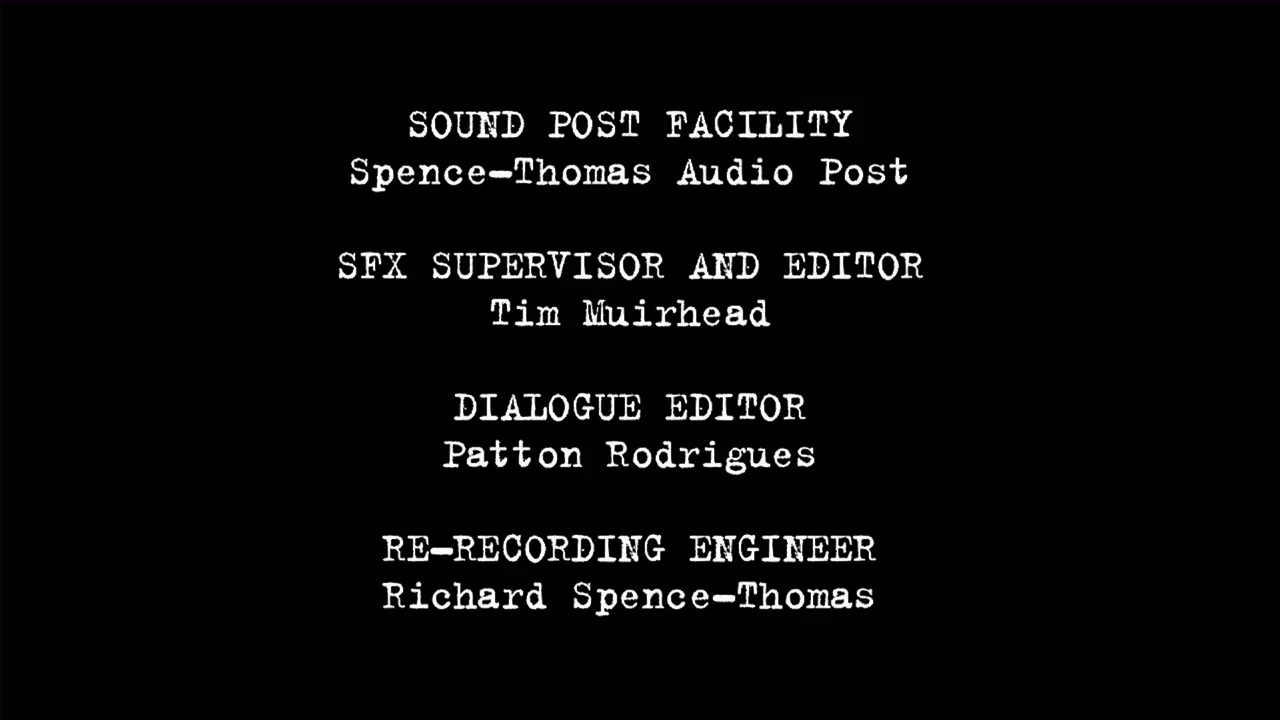 SOUND POST FACILITY
Spence-Thomas Audio Post
SFX SUPERVISOR AND EDITOR
Tim Muirhead
DIALOGUE EDITOR
Patton Rodrigues
RE-RECORDING ENGINEER
Richard Spence-Thomas